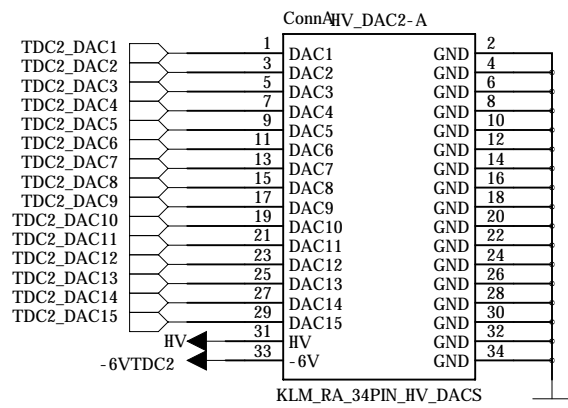 ConnA HV_DAC2-A
TDC2_DAC1 1 DAC1 GND 2
TDC2_DAC2 3 DAC2 GND 4
TDC2_DAC3 5 DAC3 GND 6
TDC2_DAC4 7 DAC4 GND 8
TDC2_DAC5 9 DAC5 GND 10
TDC2_DAC6 11 DAC6 GND 12
TDC2_DAC7 13 DAC7 GND 14
TDC2_DAC8 15 DAC8 GND 16
TDC2_DAC9 17 DAC9 GND 18
TDC2_DAC10 19 DAC10 GND 20
TDC2_DAC11 21 DAC11 GND 22
TDC2_DAC12 23 DAC12 GND 24
TDC2_DAC13 25 DAC13 GND 26
TDC2_DAC14 27 DAC14 GND 28
TDC2_DAC15 29 DAC15 GND 30
HV 31 HV GND 32
-6VTDC2 33 -6V GND 34
KLM_RA_34PIN_HV_DACS